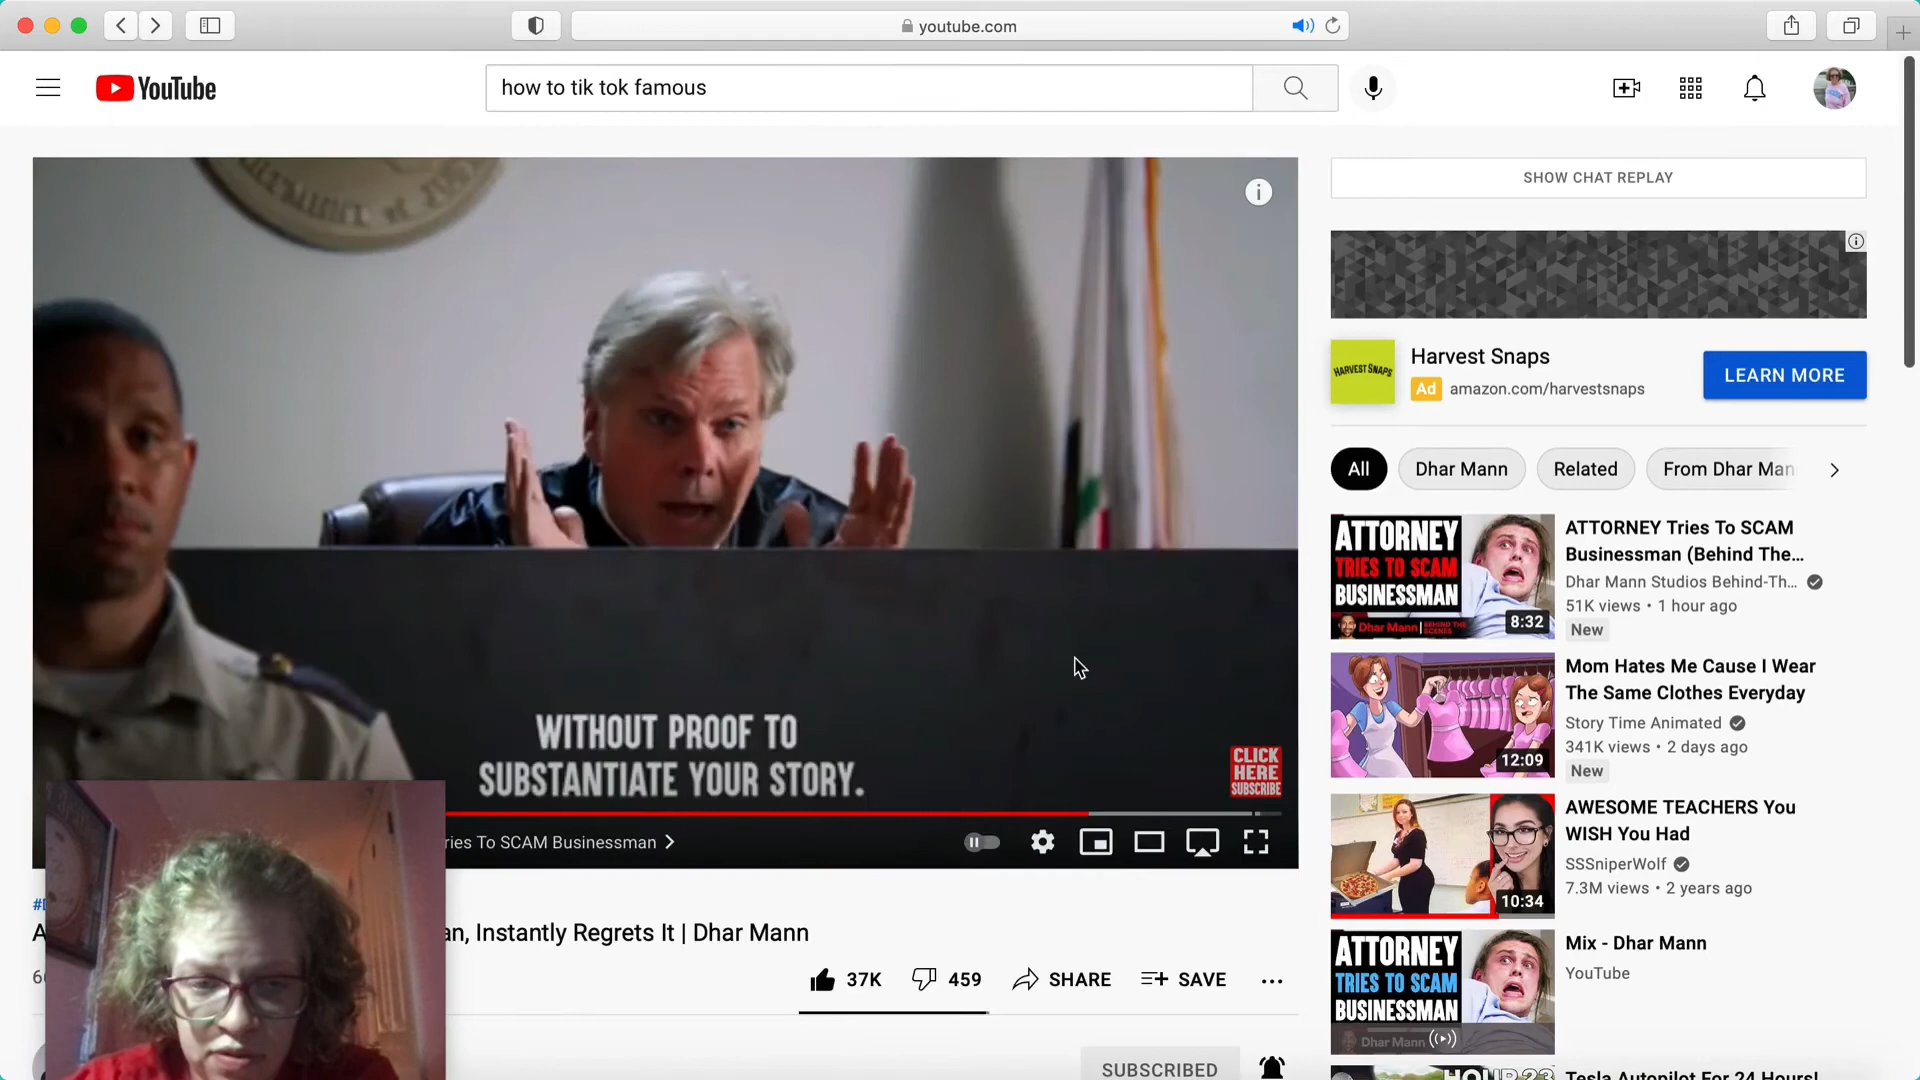 youtube.com
YouTube
how to tik tok famous
SHOW CHAT REPLAY
WITHOUT PROOF TO
SUBSTANTIATE YOUR STORY.
CLICK
HERE
SUBSCRIBE
ries To SCAM Businessman
an, Instantly Regrets It | Dhar Mann
37K
459
SHARE
SAVE
SUBSCRIBED
HARVEST SNAPS
Harvest Snaps
Ad amazon.com/harvestsnaps
LEARN MORE
All
Dhar Mann
Related
From Dhar Man
ATTORNEY
TRIES TO SCAM
BUSINESSMAN
Dhar Mann
BEHIND THE
SCENES
8:32
ATTORNEY Tries To SCAM
Businessman (Behind The...
Dhar Mann Studios Behind-Th...
51K views • 1 hour ago
New
12:09
Mom Hates Me Cause I Wear
The Same Clothes Everyday
Story Time Animated
341K views • 2 days ago
New
10:34
AWESOME TEACHERS You
WISH You Had
SSSniperWolf
7.3M views • 2 years ago
ATTORNEY
TRIES TO SCAM
BUSINESSMAN
Dhar Mann
Mix - Dhar Mann
YouTube
HOUR 23
Tesla Autopilot For 24 Hours!